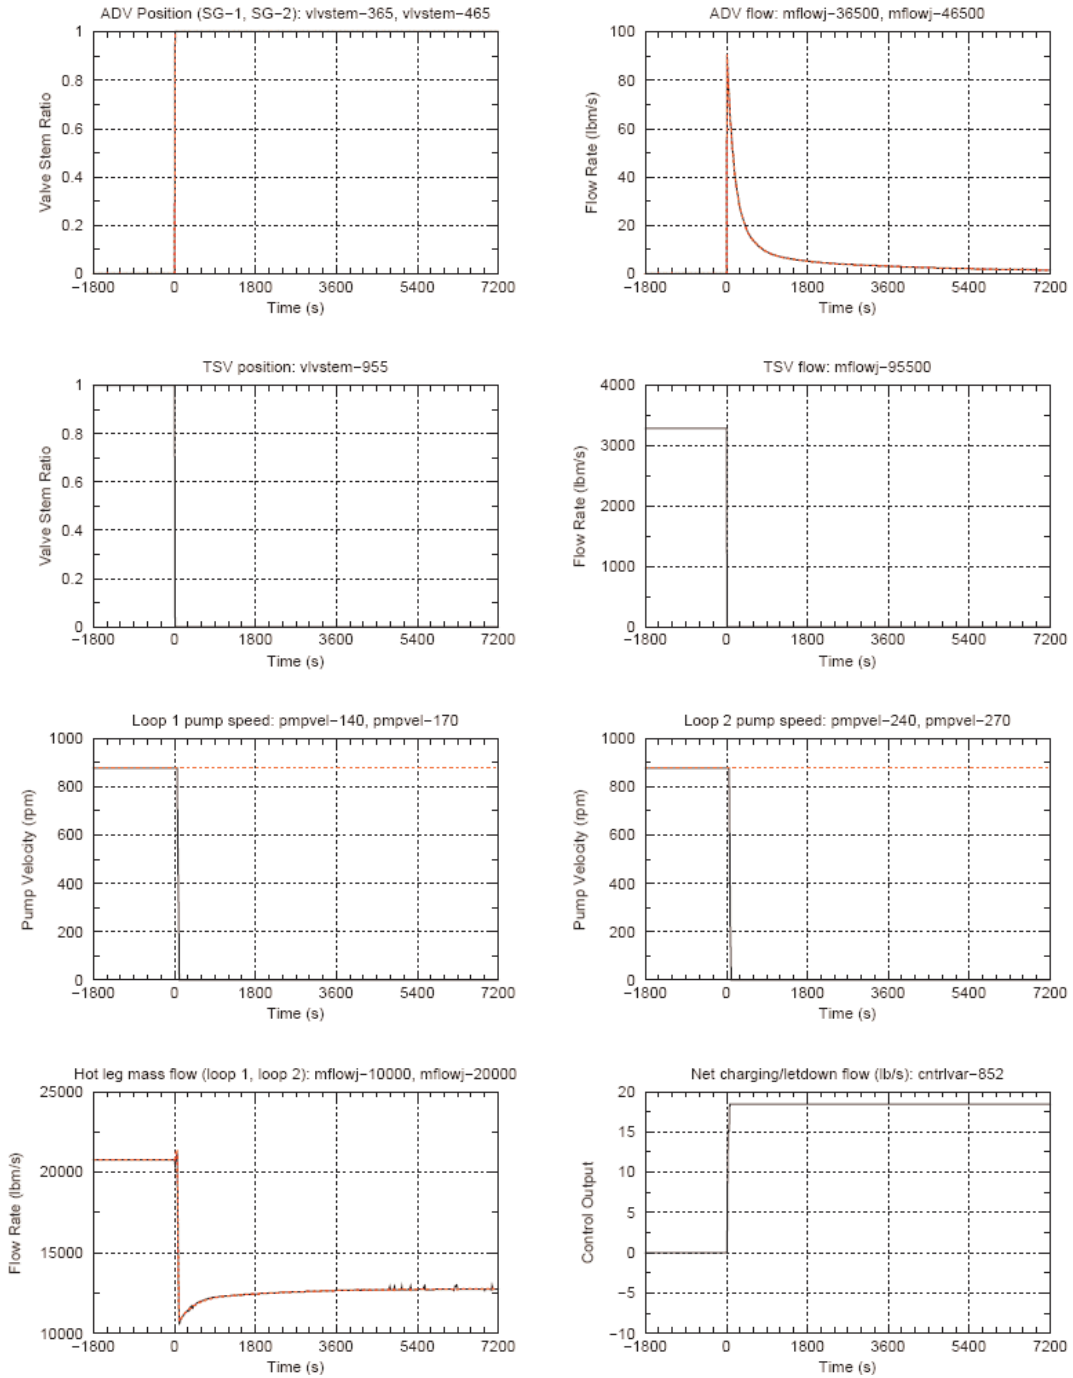 ADV Position (SG−1, SG−2): vlvstem−365, vlvstem−465
Valve Stem Ratio
1
0.8
0.6
0.4
0.2
0
−1800 0 1800 3600 5400 7200
Time (s)
ADV flow: mflowj−36500, mflowj−46500
Flow Rate (lbm/s)
100
80
60
40
20
0
−1800 0 1800 3600 5400 7200
Time (s)
TSV position: vlvstem−955
Valve Stem Ratio
1
0.8
0.6
0.4
0.2
0
−1800 0 1800 3600 5400 7200
Time (s)
TSV flow: mflowj−95500
Flow Rate (lbm/s)
4000
3000
2000
1000
0
−1800 0 1800 3600 5400 7200
Time (s)
Loop 1 pump speed: pmpvel−140, pmpvel−170
Pump Velocity (rpm)
1000
800
600
400
200
0
−1800 0 1800 3600 5400 7200
Time (s)
Loop 2 pump speed: pmpvel−240, pmpvel−270
Pump Velocity (rpm)
1000
800
600
400
200
0
−1800 0 1800 3600 5400 7200
Time (s)
Hot leg mass flow (loop 1, loop 2): mflowj−10000, mflowj−20000
Flow Rate (lbm/s)
25000
20000
15000
10000
−1800 0 1800 3600 5400 7200
Time (s)
Net charging/letdown flow (lb/s): cntrlvar−852
Control Output
20
15
10
5
0
−5
−10
−1800 0 1800 3600 5400 7200
Time (s)